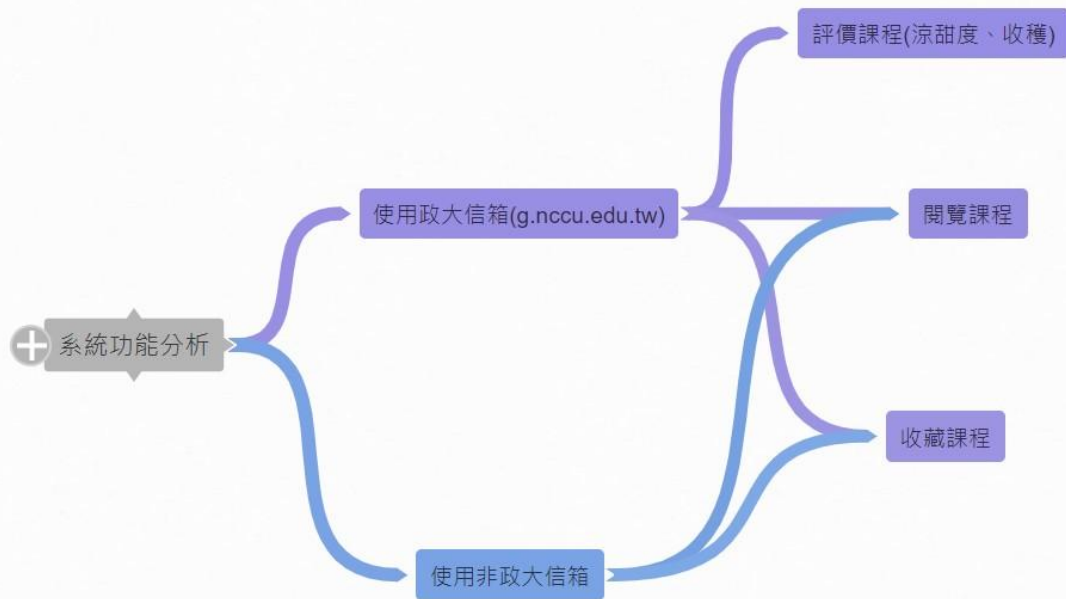 評價課程(涼甜度、收穫)
使用政大信箱(g.nccu.edu.tw)
閱覽課程
系統功能分析
收藏課程
使用非政大信箱